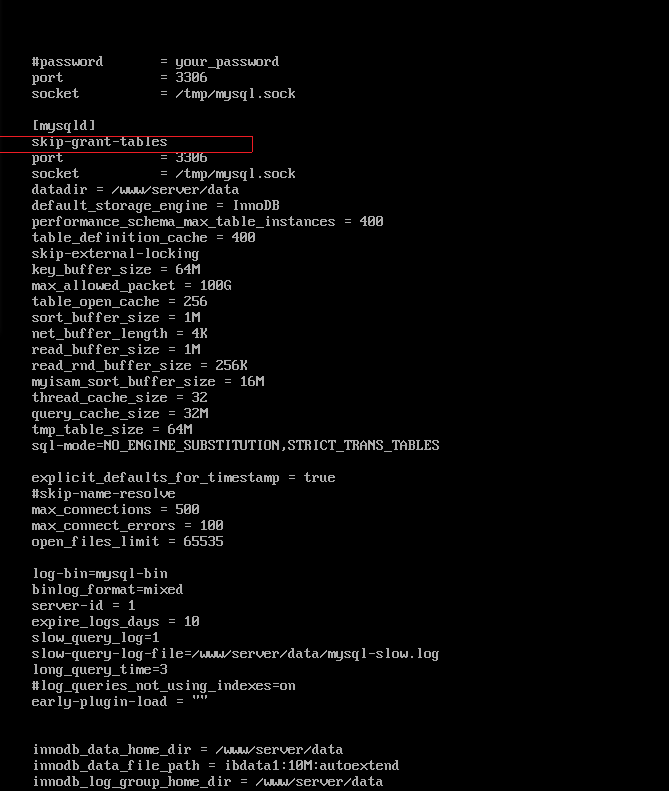 #password       = your_password
port            = 3306
socket          = /tmp/mysql.sock
[mysqld]
skip-grant-tables
port            = 3306
socket          = /tmp/mysql.sock
datadir = /www/server/data
default_storage_engine = InnoDB
performance_schema_max_table_instances = 400
table_definition_cache = 400
skip-external-locking
key_buffer_size = 64M
max_allowed_packet = 100G
table_open_cache = 256
sort_buffer_size = 1M
net_buffer_length = 4K
read_buffer_size = 1M
read_rnd_buffer_size = 256K
myisam_sort_buffer_size = 16M
thread_cache_size = 32
query_cache_size = 32M
tmp_table_size = 64M
sql-mode=NO_ENGINE_SUBSTITUTION,STRICT_TRANS_TABLES
explicit_defaults_for_timestamp = true
#skip-name-resolve
max_connections = 500
max_connect_errors = 100
open_files_limit = 65535
log-bin=mysql-bin
binlog_format=mixed
server-id = 1
expire_logs_days = 10
slow_query_log=1
slow-query-log-file=/www/server/data/mysql-slow.log
long_query_time=3
#log_queries_not_using_indexes=on
early-plugin-load = ""
innodb_data_home_dir = /www/server/data
innodb_data_file_path = ibdata1:10M:autoextend
innodb_log_group_home_dir = /www/server/data